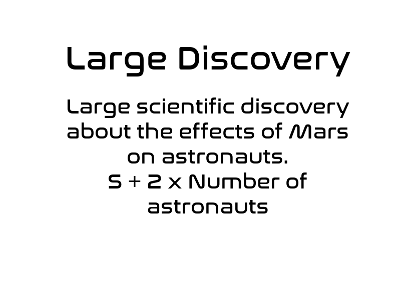 Large Discovery
Large scientific discovery
about the effects of Mars
on astronauts.
5 + 2 x Number of
astronauts